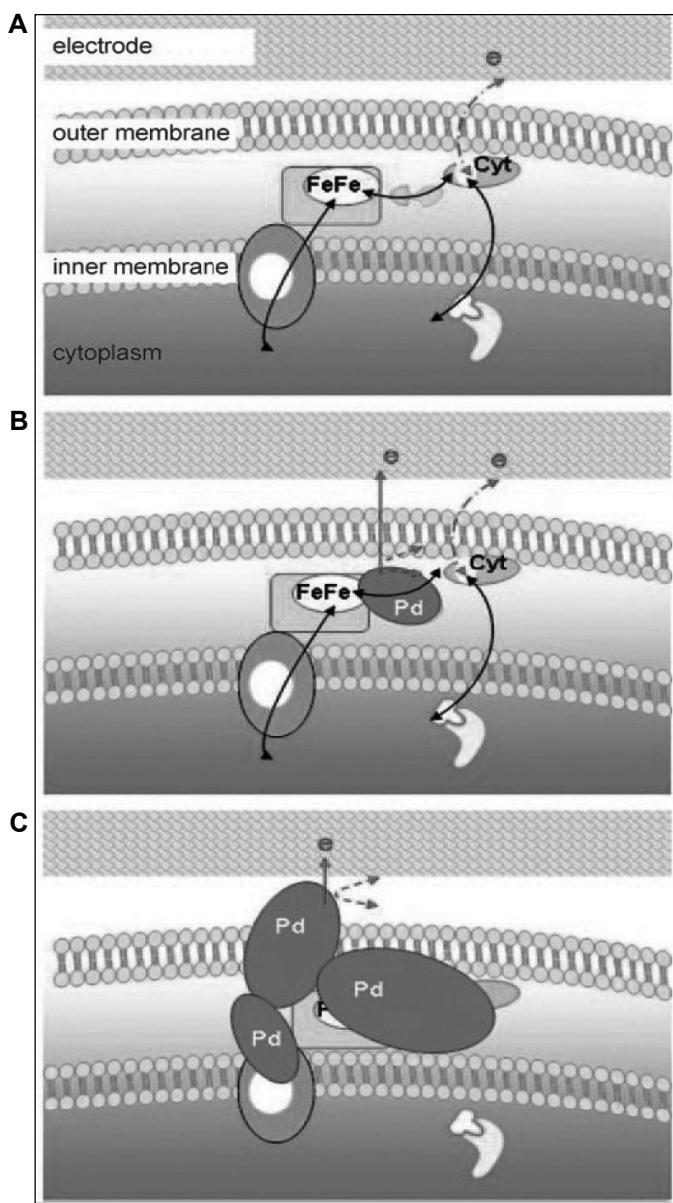 A
electrode
e
outer membrane
Cyt
FeFe
inner membrane
cytoplasm
B
e
e
Cyt
FeFe
Pd
C
e
Pd
Pd
Pd